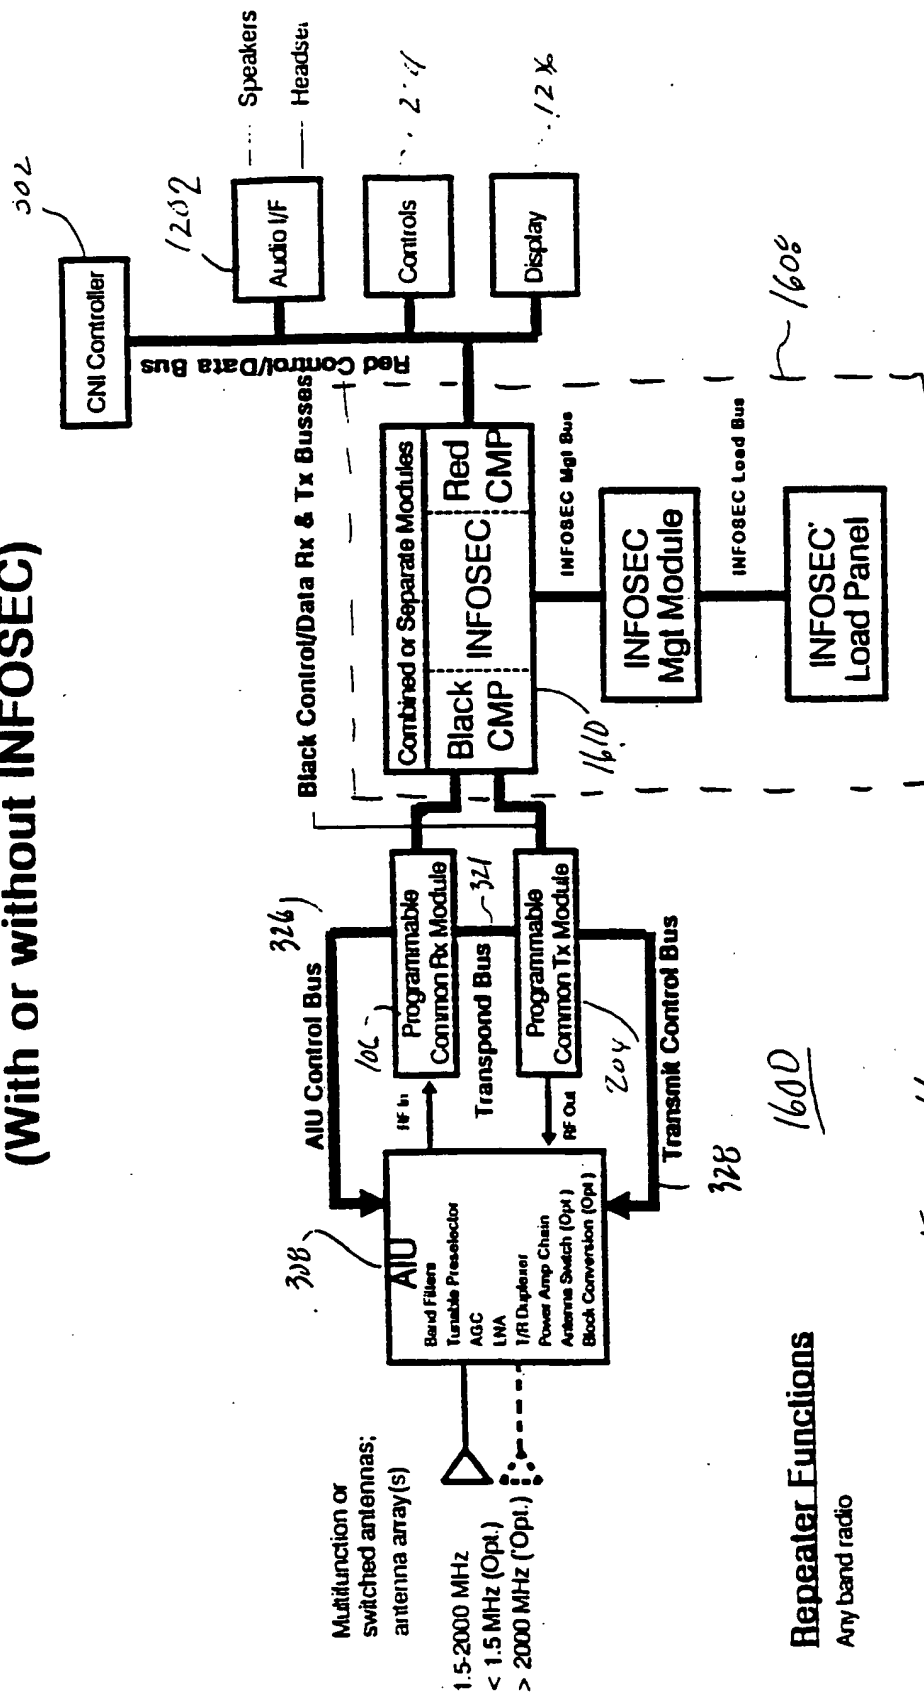 (With or without INFOSEC)
302
CNI Controller
1202
Audio I/F
Speakers
Controls
Display
Red Control/Data Bus
Black Control/Data Rx & Tx Busses
Combined or Separate Modules
Black
CMP
INFOSEC
Red
CMP
1610
1608
INFOSEC Mgt Bus
INFOSEC
Mgt Module
INFOSEC Load Bus
INFOSEC
Load Panel
AIU Control Bus
326
106
Programmable
Common Rx Module
Transpond Bus
321
Programmable
Common Tx Module
204
Transmit Control Bus
328
RF In
RF Out
308
AIU
Band Filters
Tunable Preselector
AGC
LNA
T/R Duplexer
Power Amp Chain
Antenna Switch (Opt)
Block Conversion (Opt)
Multifunction or
switched antennas;
antenna array(s)
1.5-2000 MHz
< 1.5 MHz (Opt.)
> 2000 MHz (Opt.)
1600
Repeater Functions
Any band radio